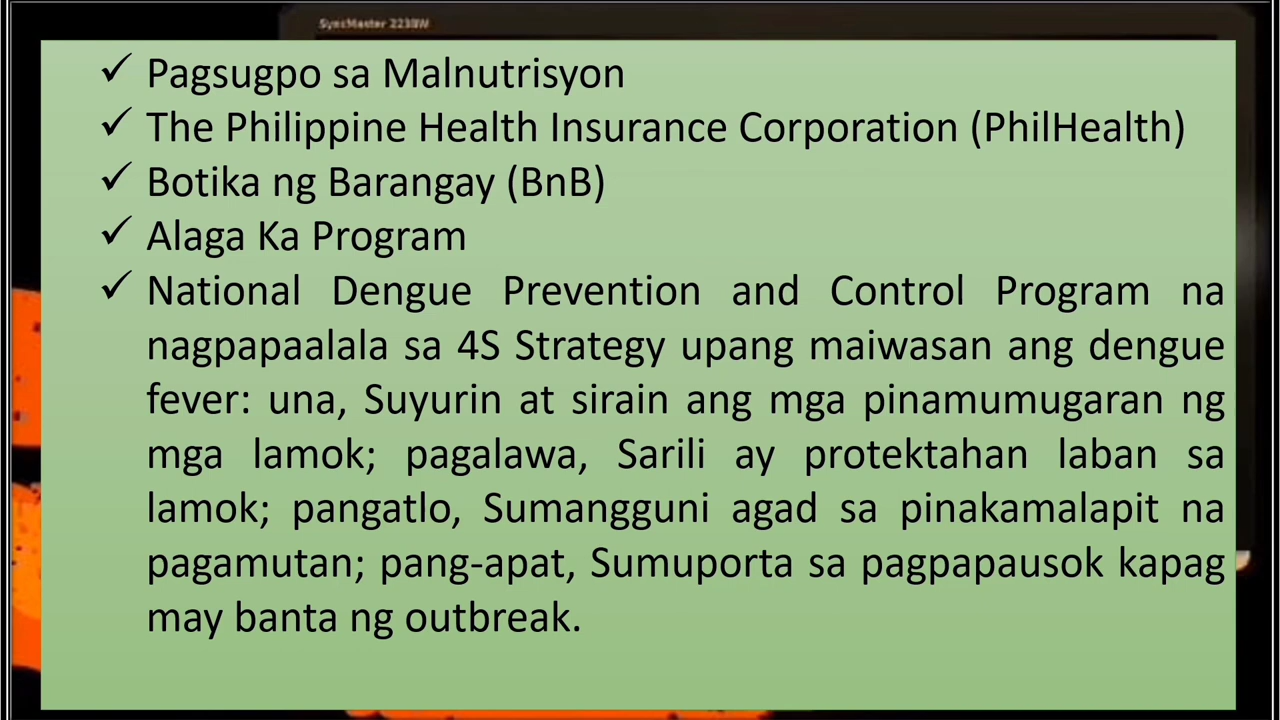 SyncMaster 2230W
✓ Pagsugpo sa Malnutrisyon
✓ The Philippine Health Insurance Corporation (PhilHealth)
✓ Botika ng Barangay (BnB)
✓ Alaga Ka Program
✓ National Dengue Prevention and Control Program na
nagpapaalala sa 4S Strategy upang maiwasan ang dengue
fever: una, Suyurin at sirain ang mga pinamumugaran ng
mga lamok; pagalawa, Sarili ay protektahan laban sa
lamok; pangatlo, Sumangguni agad sa pinakamalapit na
pagamutan; pang-apat, Sumuporta sa pagpapausok kapag
may banta ng outbreak.